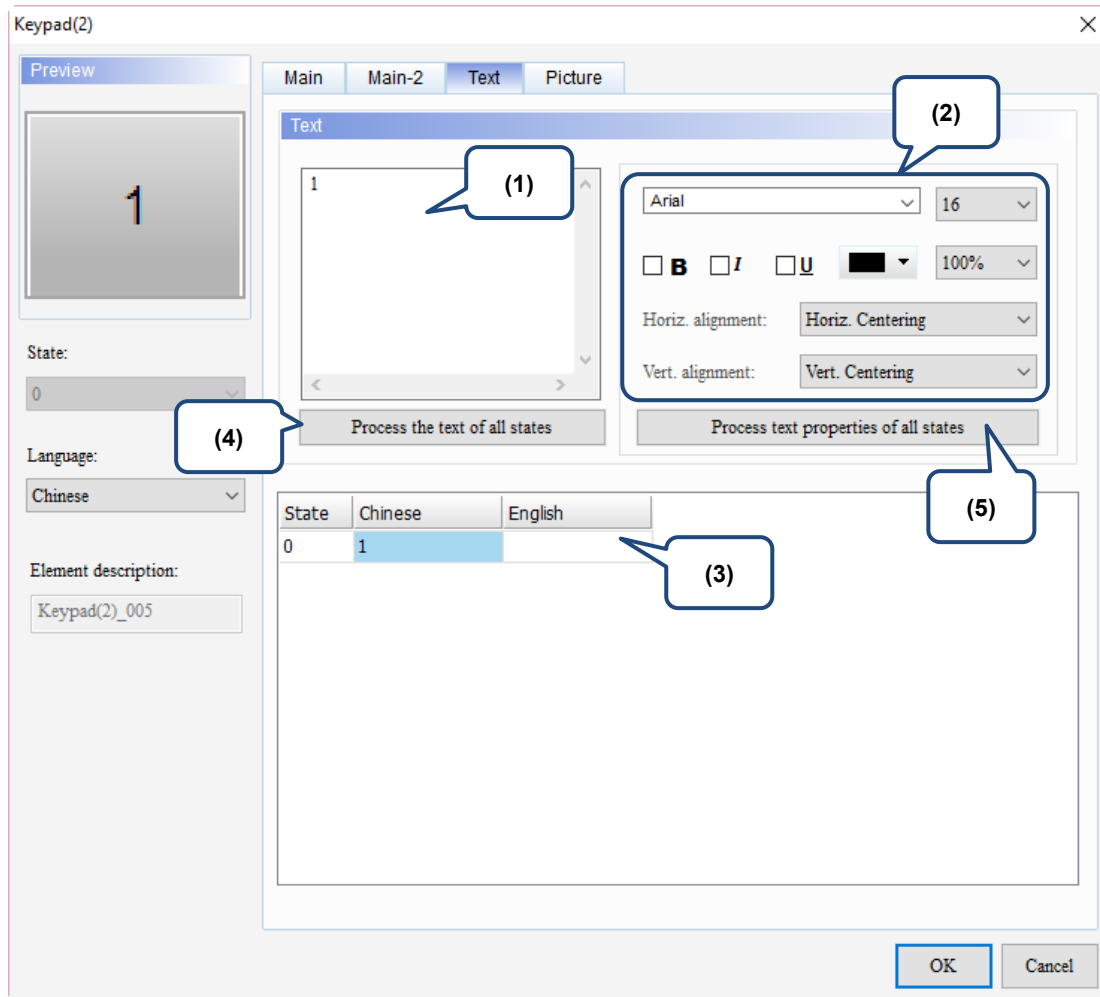 Keypad(2)
Preview
1
State:
0
Language:
Chinese
Element description:
Keypad(2)_005
Main Main-2 Text Picture
Text
1
(1)
(2)
Arial 16
B I U 100%
Horiz. alignment: Horiz. Centering
Vert. alignment: Vert. Centering
(4)
Process the text of all states
Process text properties of all states
(5)
State Chinese English
0 1
(3)
OK Cancel